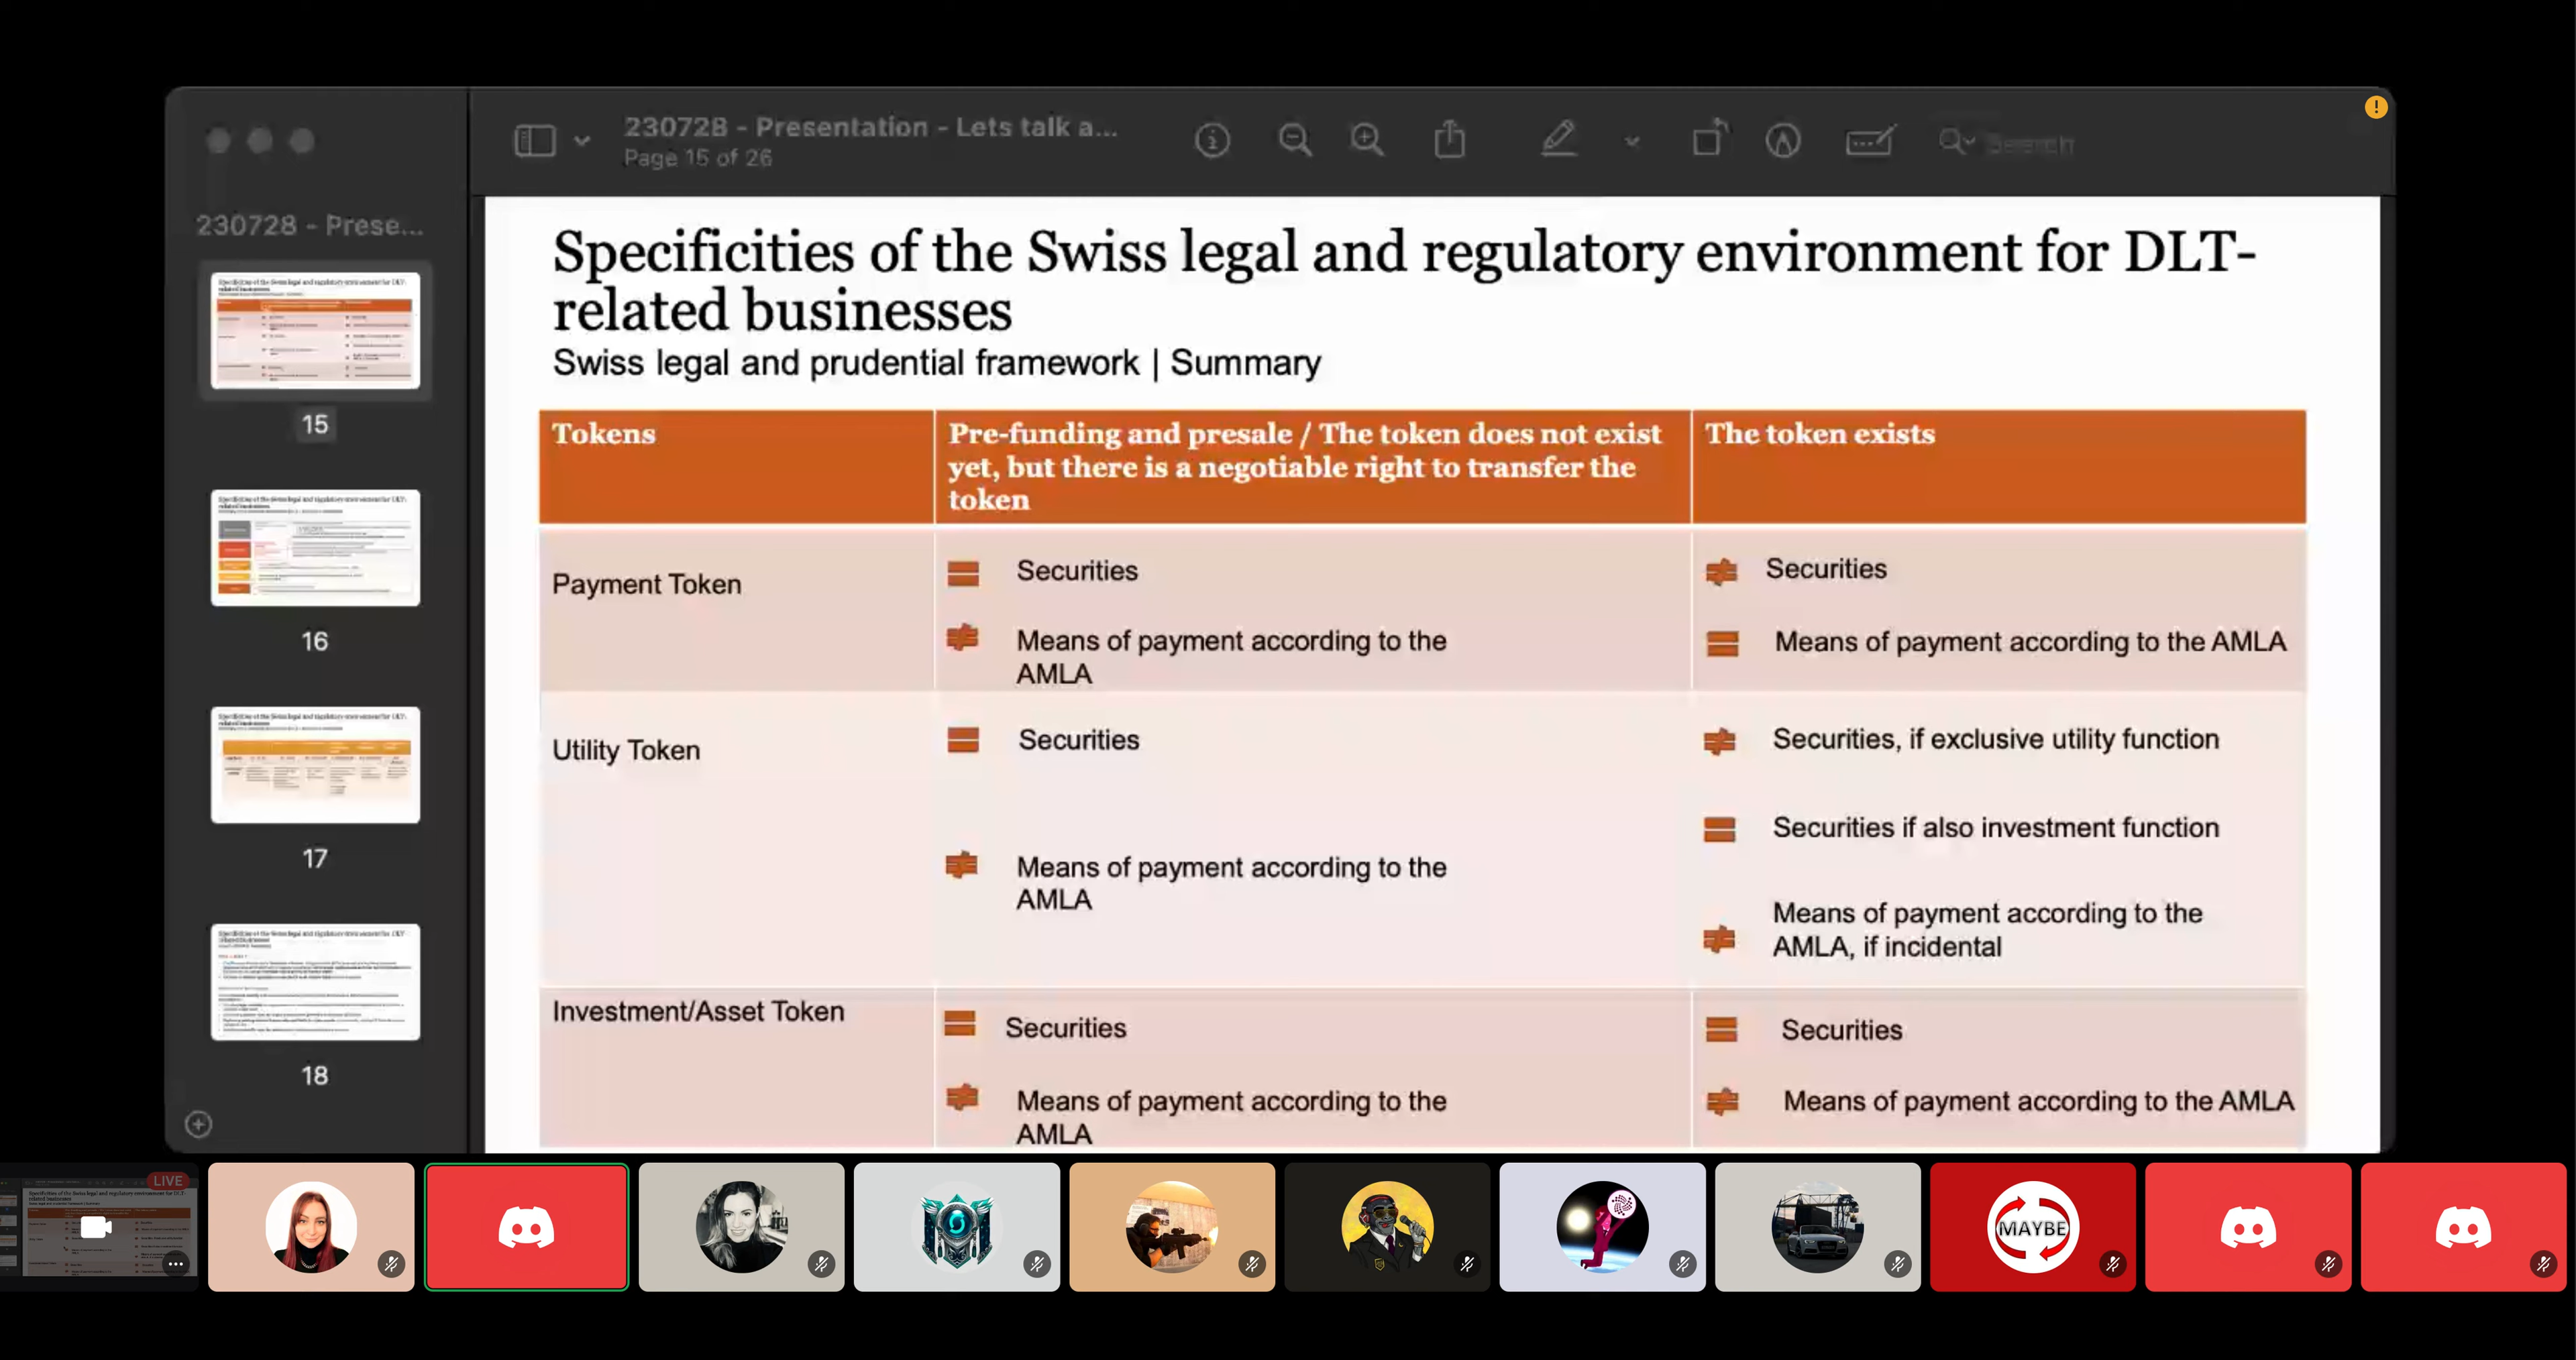 230728 - Presentation - Lets talk a...
Page 15 of 26
Search
230728 - Prese...
15
16
17
18
Specificities of the Swiss legal and regulatory environment for DLT-
related businesses
Swiss legal and prudential framework | Summary
Tokens
Pre-funding and presale / The token does not exist
yet, but there is a negotiable right to transfer the
token
The token exists
Payment Token
= Securities
≠ Means of payment according to the
AMLA
≠ Securities
= Means of payment according to the AMLA
Utility Token
= Securities
≠ Means of payment according to the
AMLA
≠ Securities, if exclusive utility function
= Securities if also investment function
≠ Means of payment according to the
AMLA, if incidental
Investment/Asset Token
= Securities
≠ Means of payment according to the
AMLA
= Securities
≠ Means of payment according to the AMLA
LIVE
MAYBE